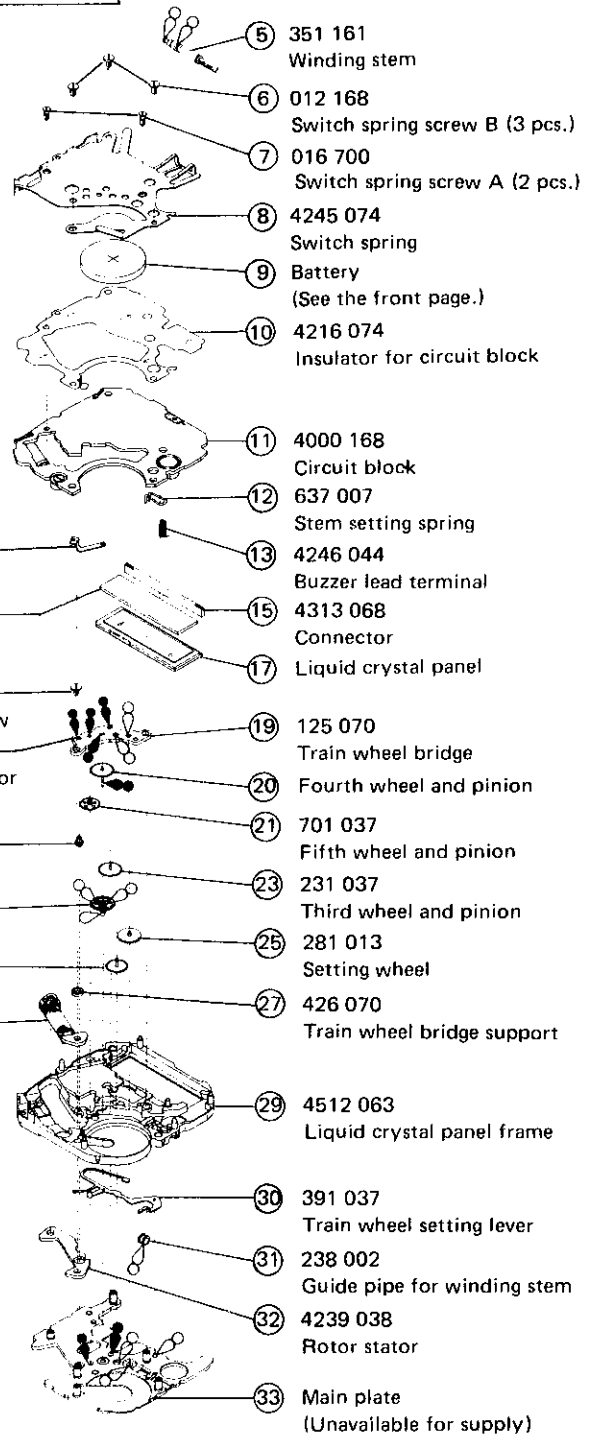 5 351 161
Winding stem
6 012 168
Switch spring screw B (3 pcs.)
7 016 700
Switch spring screw A (2 pcs.)
8 4245 074
Switch spring
9 Battery
(See the front page.)
10 4216 074
Insulator for circuit block
11 4000 168
Circuit block
12 637 007
Stem setting spring
13 4246 044
Buzzer lead terminal
15 4313 068
Connector
17 Liquid crystal panel
w
19 125 070
Train wheel bridge
or
20 Fourth wheel and pinion
21 701 037
Fifth wheel and pinion
23 231 037
Third wheel and pinion
25 281 013
Setting wheel
27 426 070
Train wheel bridge support
29 4512 063
Liquid crystal panel frame
30 391 037
Train wheel setting lever
31 238 002
Guide pipe for winding stem
32 4239 038
Rotor stator
33 Main plate
(Unavailable for supply)